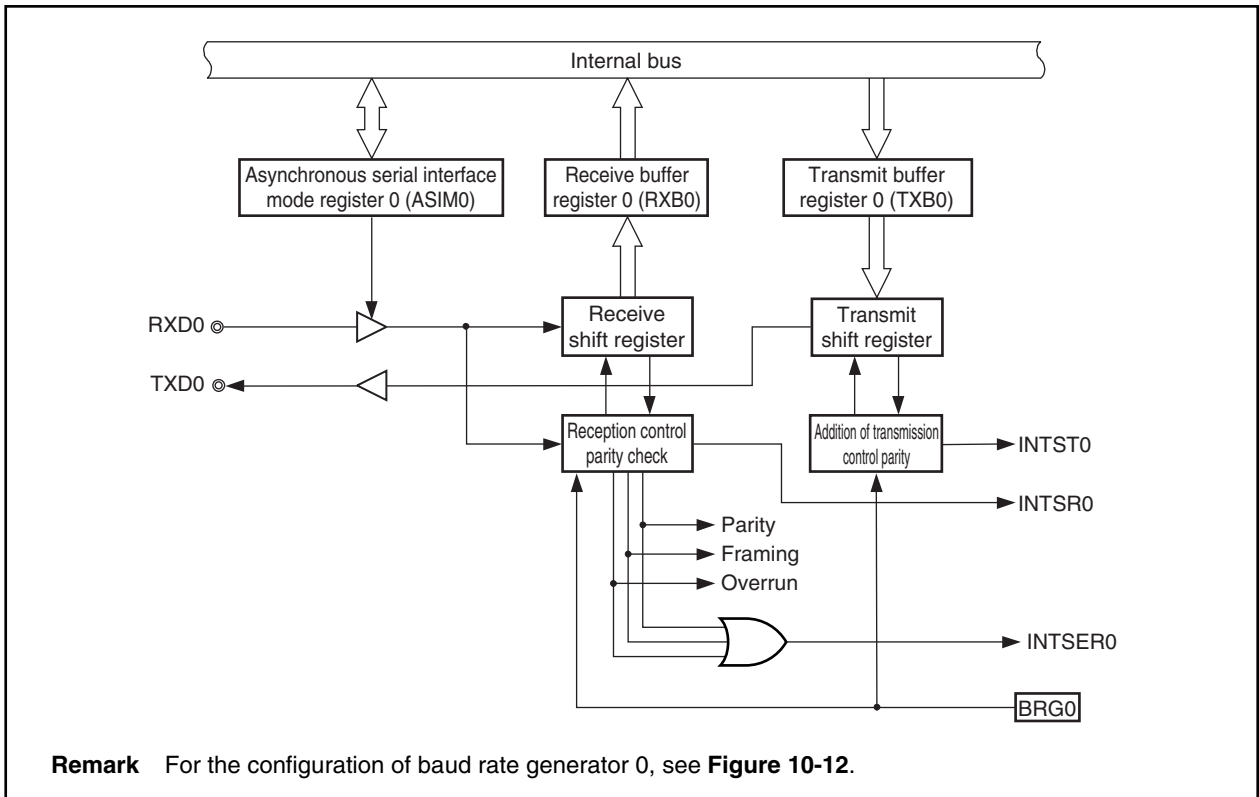 Internal bus
Asynchronous serial interface
mode register 0 (ASIM0)
Receive buffer
register 0 (RXB0)
Transmit buffer
register 0 (TXB0)
RXD0
Receive
shift register
Transmit
shift register
TXD0
Reception control
parity check
Addition of transmission
control parity
INTST0
INTSR0
Parity
Framing
Overrun
INTSER0
BRG0
Remark For the configuration of baud rate generator 0, see Figure 10-12.